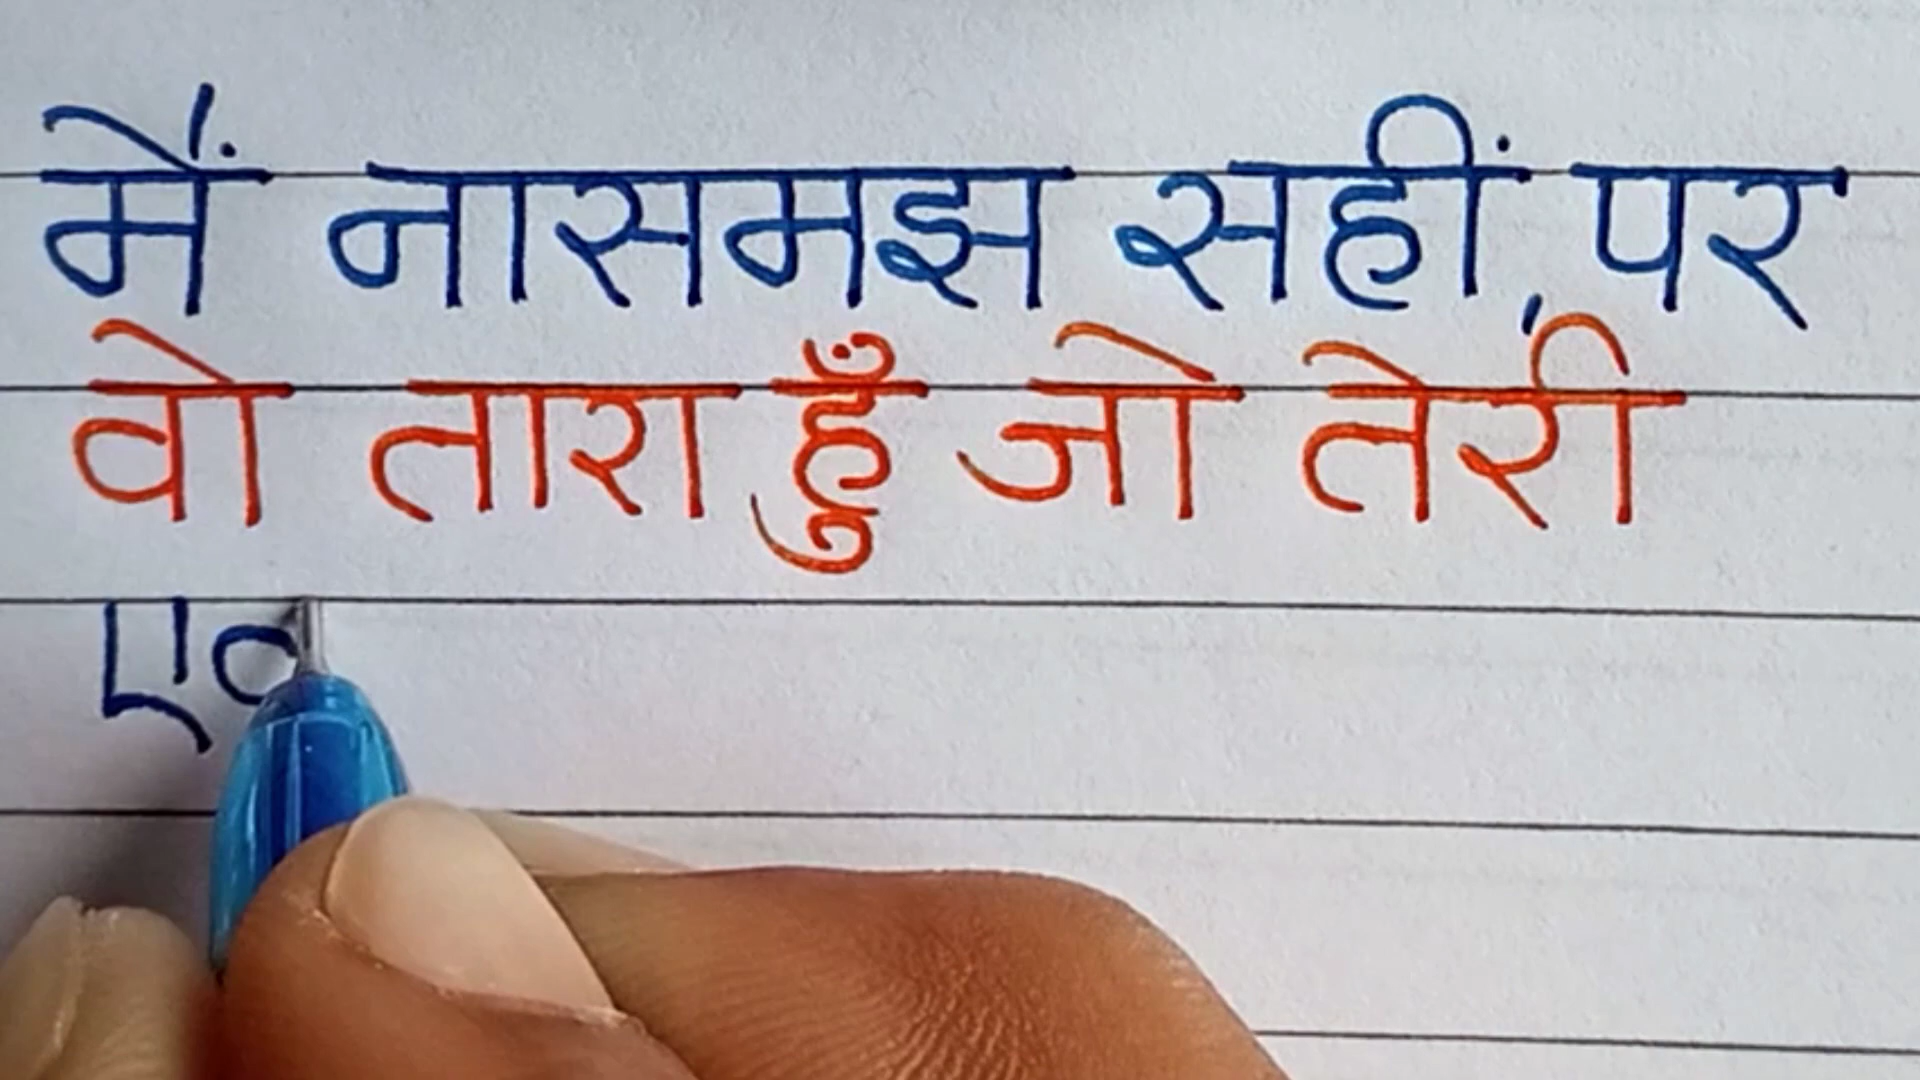 में नासमझ सहीं, पर
वो तारा हूँ जो तेरी